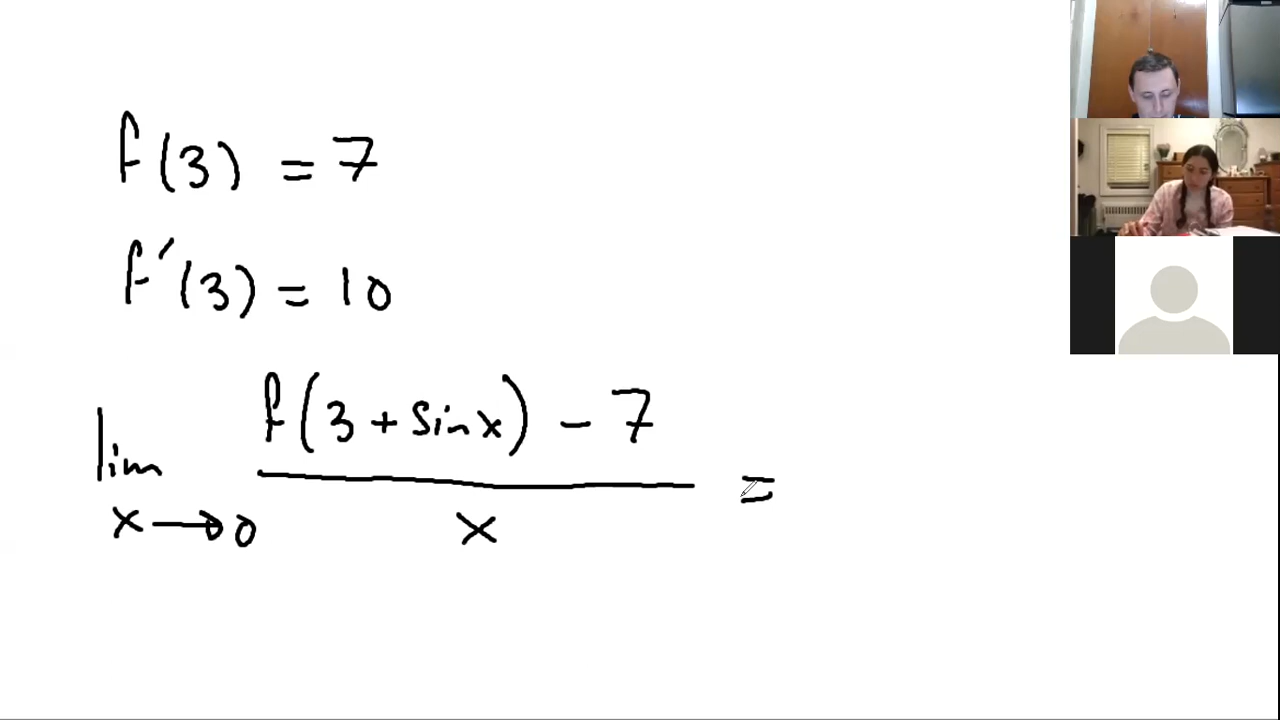 f(3) = 7
f'(3) = 10
lim x→0 f(3 + sin x) - 7 / x =